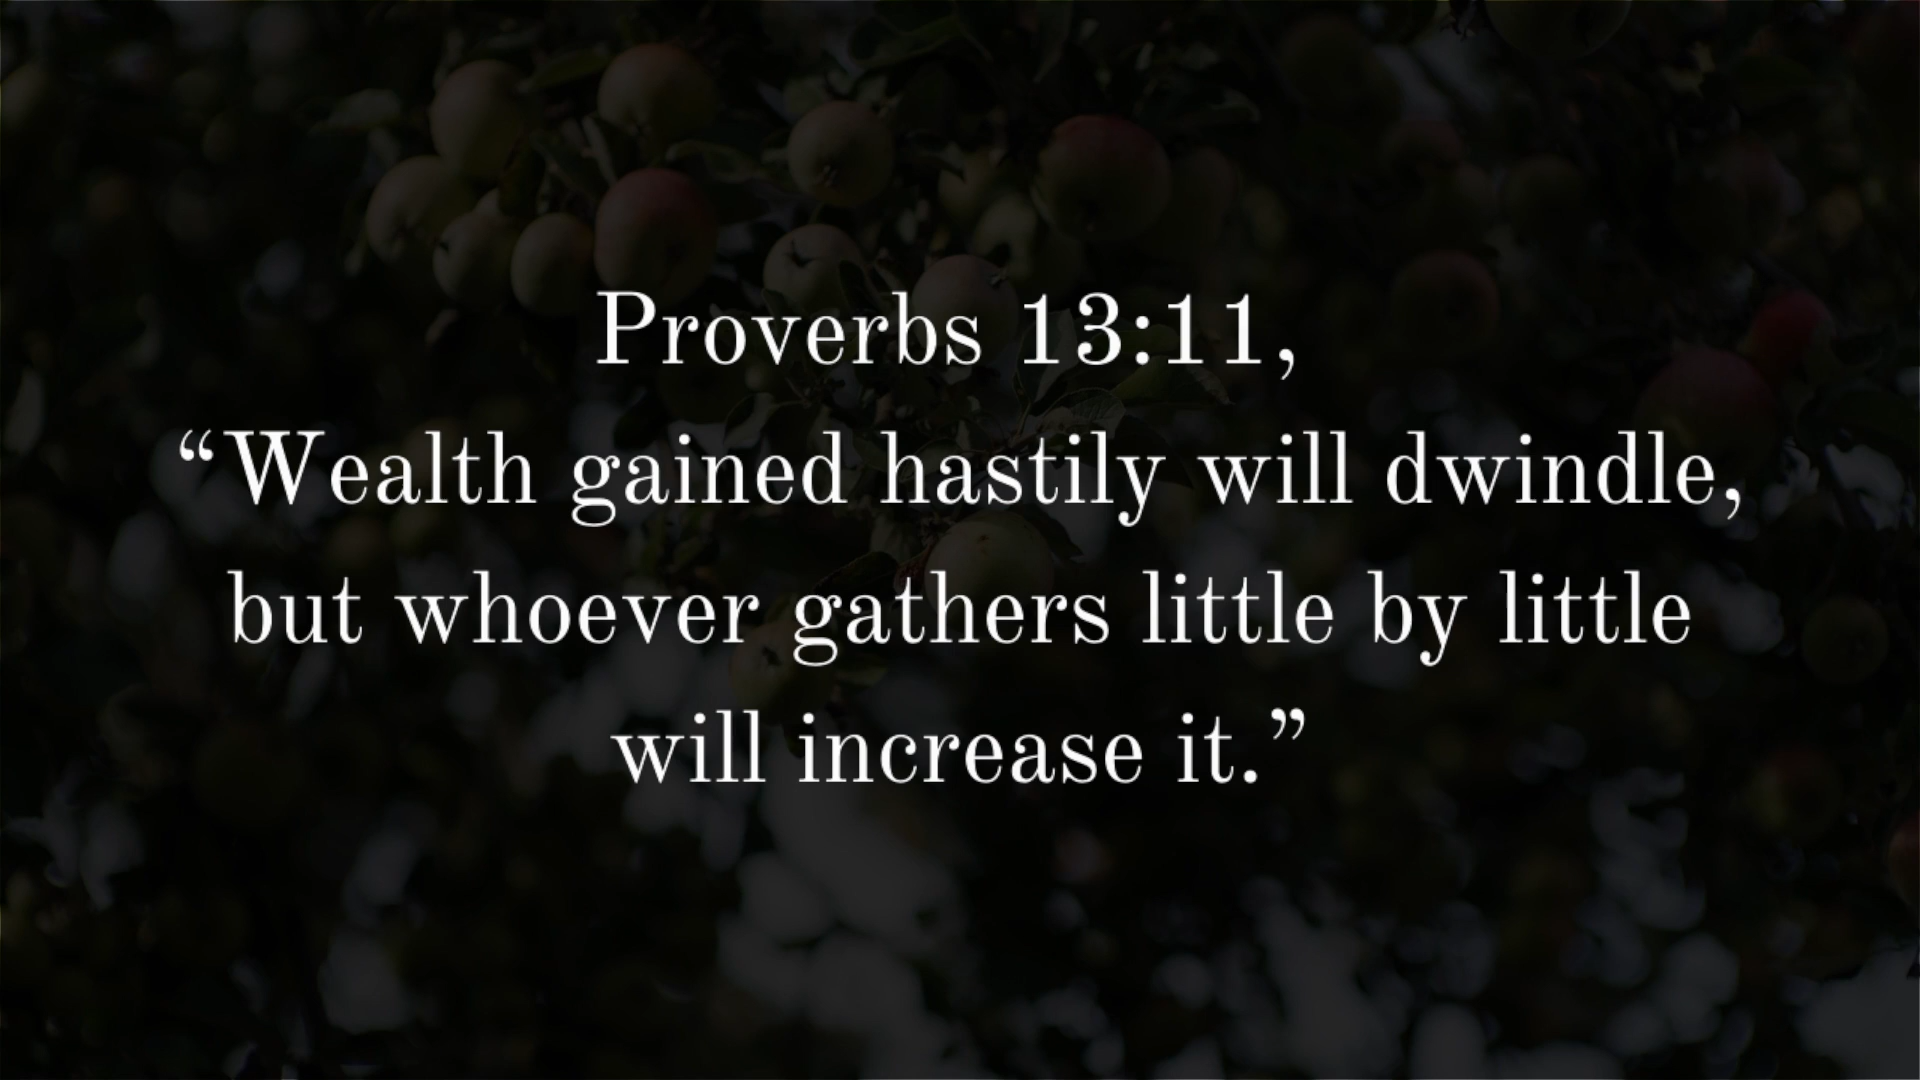 Proverbs 13:11,
“Wealth gained hastily will dwindle,
but whoever gathers little by little
will increase it.”